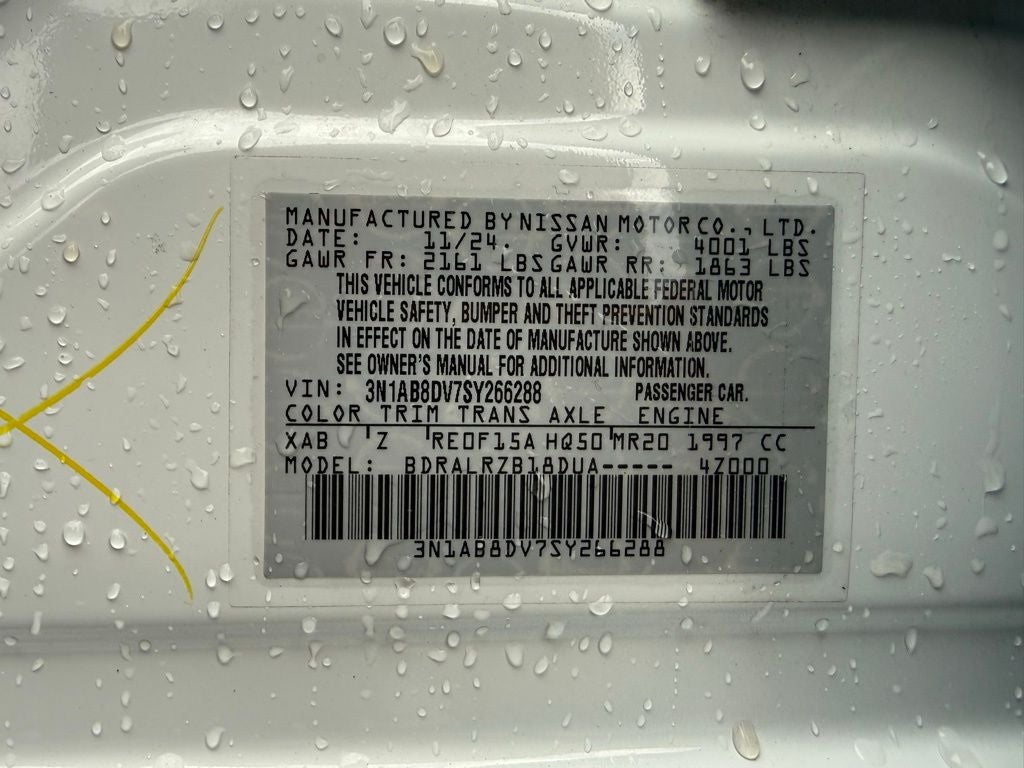 MANUFACTURED BY NISSAN MOTOR CO., LTD.
DATE: 11/24. GVWR: 4001 LBS
GAWR FR: 2161 LBS GAWR RR: 1863 LBS
THIS VEHICLE CONFORMS TO ALL APPLICABLE FEDERAL MOTOR
VEHICLE SAFETY, BUMPER AND THEFT PREVENTION STANDARDS
IN EFFECT ON THE DATE OF MANUFACTURE SHOWN ABOVE.
SEE OWNER'S MANUAL FOR ADDITIONAL INFORMATION.
VIN: 3N1AB8DV7SY266288 PASSENGER CAR.
COLOR TRIM TRANS AXLE ENGINE
XAB Z RE0F15A HQ50 MR20 1997 CC
MODEL: BDRALRZB18DUA----- 4Z000
3N1AB8DV7SY266288